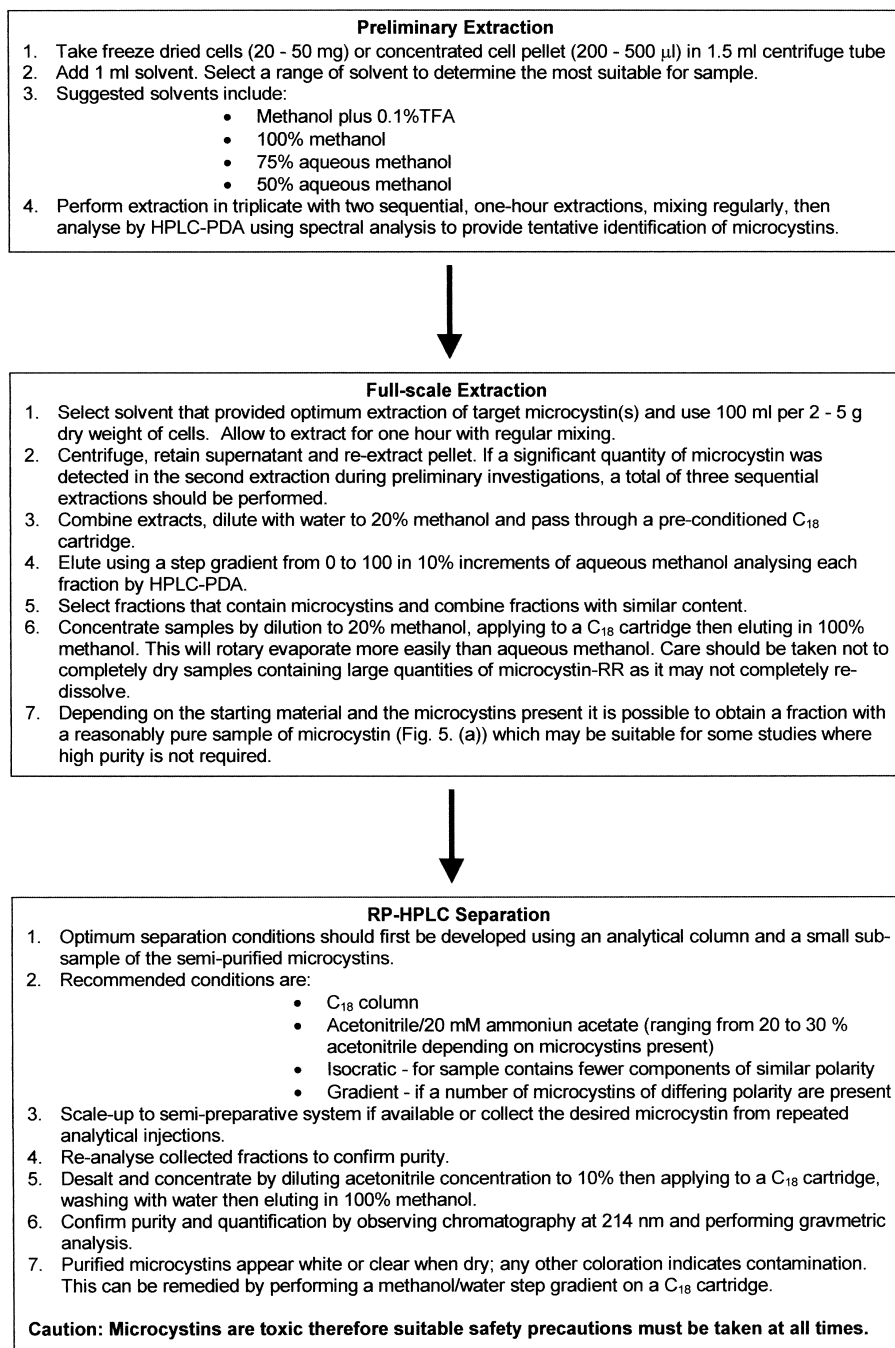 Preliminary Extraction
1. Take freeze dried cells (20 - 50 mg) or concentrated cell pellet (200 - 500 µl) in 1.5 ml centrifuge tube
2. Add 1 ml solvent. Select a range of solvent to determine the most suitable for sample.
3. Suggested solvents include:
• Methanol plus 0.1%TFA
• 100% methanol
• 75% aqueous methanol
• 50% aqueous methanol
4. Perform extraction in triplicate with two sequential, one-hour extractions, mixing regularly, then
analyse by HPLC-PDA using spectral analysis to provide tentative identification of microcystins.
Full-scale Extraction
1. Select solvent that provided optimum extraction of target microcystin(s) and use 100 ml per 2 - 5 g
dry weight of cells. Allow to extract for one hour with regular mixing.
2. Centrifuge, retain supernatant and re-extract pellet. If a significant quantity of microcystin was
detected in the second extraction during preliminary investigations, a total of three sequential
extractions should be performed.
3. Combine extracts, dilute with water to 20% methanol and pass through a pre-conditioned C₁₈
cartridge.
4. Elute using a step gradient from 0 to 100 in 10% increments of aqueous methanol analysing each
fraction by HPLC-PDA.
5. Select fractions that contain microcystins and combine fractions with similar content.
6. Concentrate samples by dilution to 20% methanol, applying to a C₁₈ cartridge then eluting in 100%
methanol. This will rotary evaporate more easily than aqueous methanol. Care should be taken not to
completely dry samples containing large quantities of microcystin-RR as it may not completely re-
dissolve.
7. Depending on the starting material and the microcystins present it is possible to obtain a fraction with
a reasonably pure sample of microcystin (Fig. 5. (a)) which may be suitable for some studies where
high purity is not required.
RP-HPLC Separation
1. Optimum separation conditions should first be developed using an analytical column and a small sub-
sample of the semi-purified microcystins.
2. Recommended conditions are:
• C₁₈ column
• Acetonitrile/20 mM ammoniun acetate (ranging from 20 to 30 %
acetonitrile depending on microcystins present)
• Isocratic - for sample contains fewer components of similar polarity
• Gradient - if a number of microcystins of differing polarity are present
3. Scale-up to semi-preparative system if available or collect the desired microcystin from repeated
analytical injections.
4. Re-analyse collected fractions to confirm purity.
5. Desalt and concentrate by diluting acetonitrile concentration to 10% then applying to a C₁₈ cartridge,
washing with water then eluting in 100% methanol.
6. Confirm purity and quantification by observing chromatography at 214 nm and performing gravmetric
analysis.
7. Purified microcystins appear white or clear when dry; any other coloration indicates contamination.
This can be remedied by performing a methanol/water step gradient on a C₁₈ cartridge.
Caution: Microcystins are toxic therefore suitable safety precautions must be taken at all times.